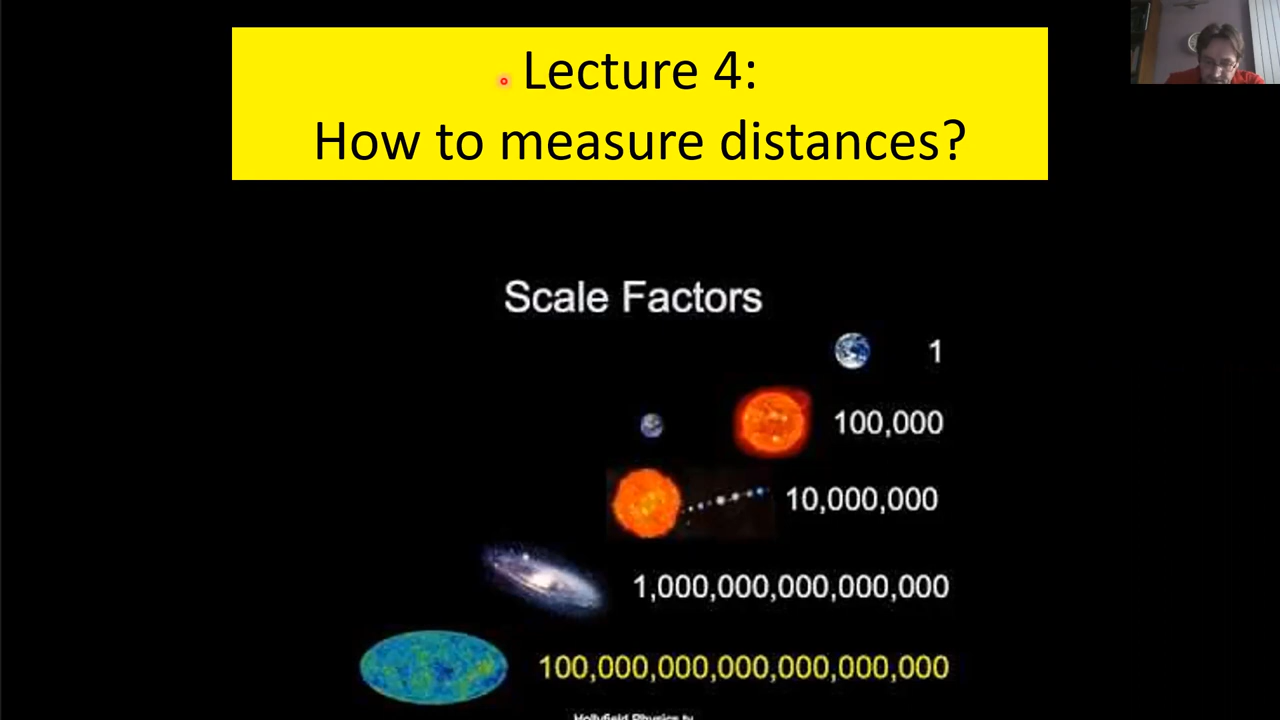 Lecture 4:
How to measure distances?
Scale Factors
1
100,000
10,000,000
1,000,000,000,000,000
100,000,000,000,000,000,000